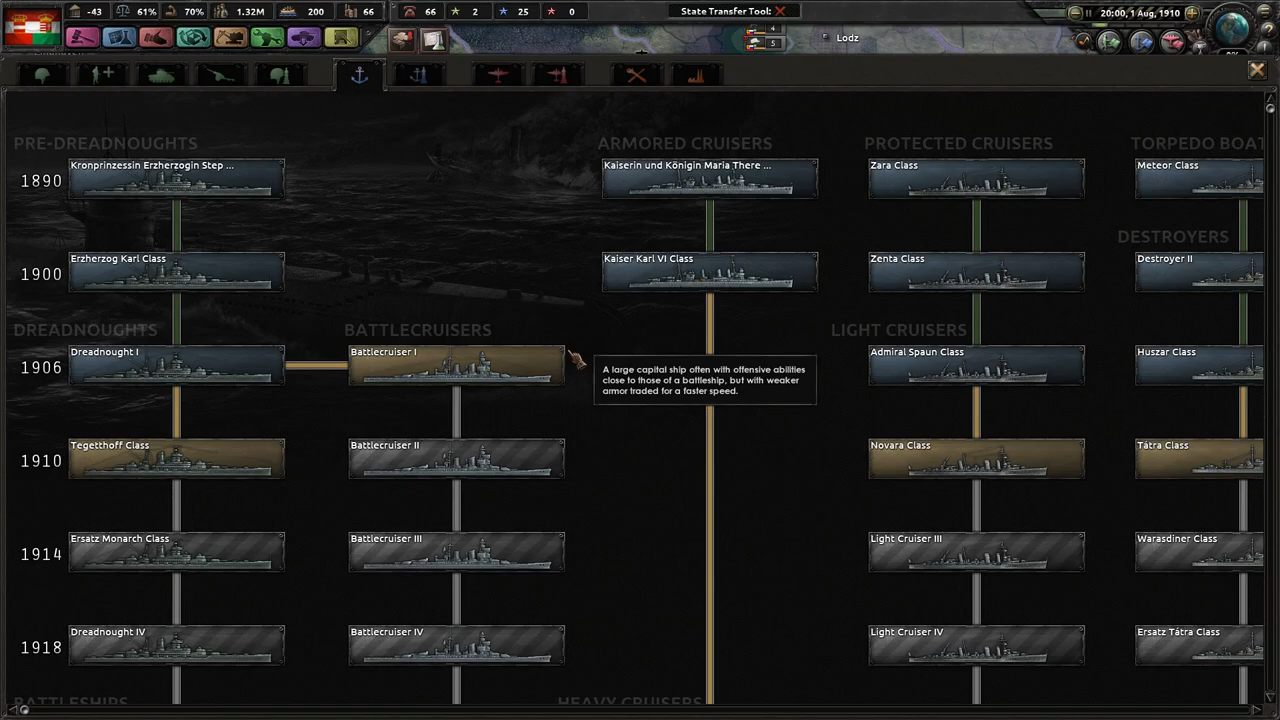 -43 61% 70% 1.32M 200 66 66 2 25 0 State Transfer Tool: 20:00, 1 Aug, 1910
4
5
Lodz
PRE-DREADNOUGHTS ARMORED CRUISERS PROTECTED CRUISERS TORPEDO BOAT
Kronprinzessin Erzherzogin Step ... Kaiserin und Königin Maria There ... Zara Class Meteor Class
1890
DESTROYERS
Erzherzog Karl Class Kaiser Karl VI Class Zenta Class Destroyer II
1900
DREADNOUGHTS BATTLECRUISERS LIGHT CRUISERS
Dreadnought I Battlecruiser I Admiral Spaun Class Huszar Class
1906
A large capital ship often with offensive abilities
close to those of a battleship, but with weaker
armor traded for a faster speed.
Tegetthoff Class Battlecruiser II Novara Class Tátra Class
1910
Ersatz Monarch Class Battlecruiser III Light Cruiser III Warasdiner Class
1914
Dreadnought IV Battlecruiser IV Light Cruiser IV Ersatz Tátra Class
1918
BATTLESHIPS HEAVY CRUISERS